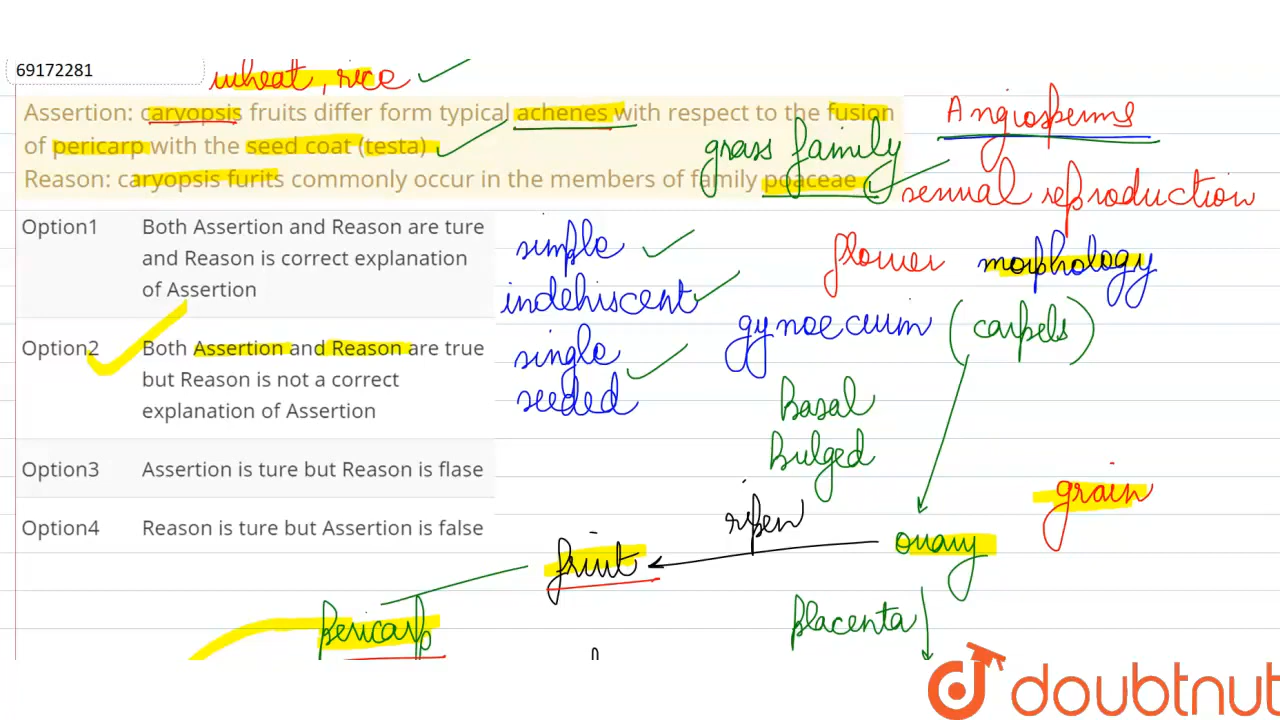 69172281
wheat, rice
Assertion: caryopsis fruits differ form typical achenes with respect to the fusion
of pericarp with the seed coat (testa)
Reason: caryopsis furits commonly occur in the members of family poaceae
Angiosperms
grass family
sexual reproduction
Option1 Both Assertion and Reason are ture
and Reason is correct explanation
of Assertion
simple
indehiscent
single
seeded
flower morphology
gynoecium (carpels)
Option2 Both Assertion and Reason are true
but Reason is not a correct
explanation of Assertion
Basal
Bulged
Option3 Assertion is ture but Reason is flase
grain
Option4 Reason is ture but Assertion is false
ripen
ovary
fruit
pericarp
placenta
doubtnut